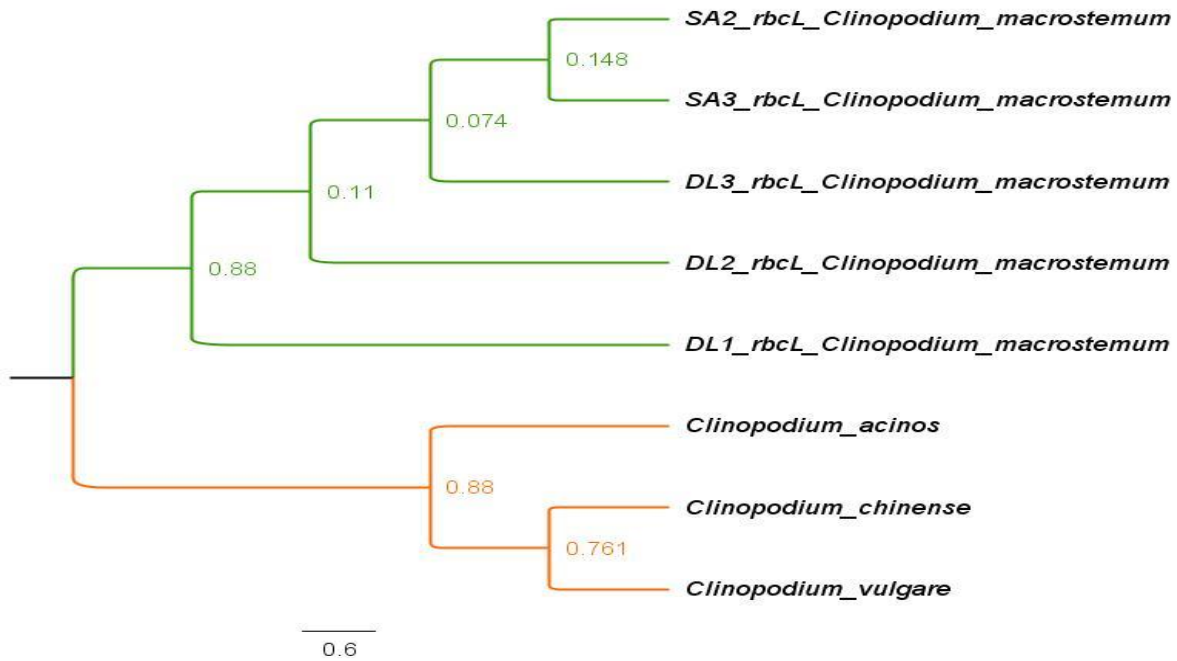 SA2_rbcL_Clinopodium_macrostemum
0.148
SA3_rbcL_Clinopodium_macrostemum
0.074
DL3_rbcL_Clinopodium_macrostemum
0.11
DL2_rbcL_Clinopodium_macrostemum
0.88
DL1_rbcL_Clinopodium_macrostemum
Clinopodium_acinos
0.88
Clinopodium_chinense
0.761
Clinopodium_vulgare
0.6